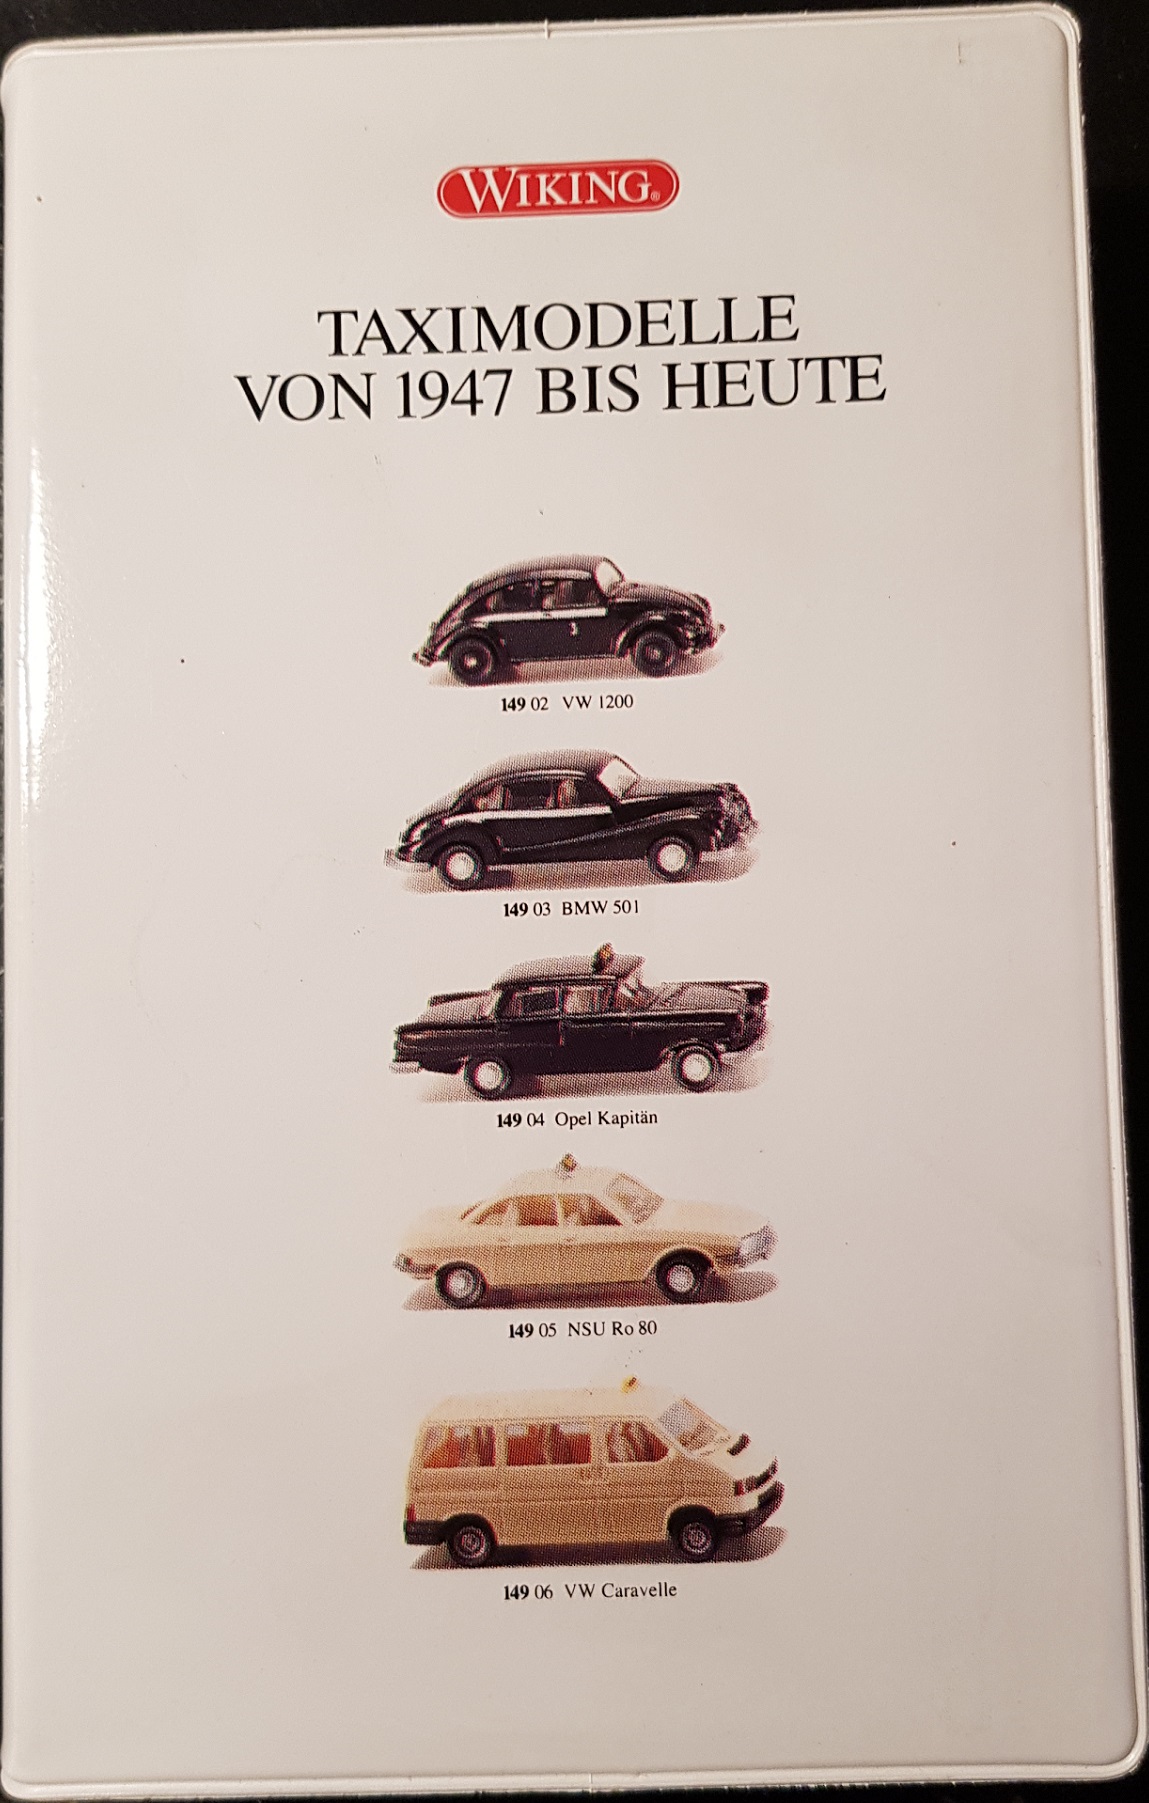 WIKING®
TAXIMODELLE
VON 1947 BIS HEUTE
149 02 VW 1200
149 03 BMW 501
149 04 Opel Kapitän
149 05 NSU Ro 80
149 06 VW Caravelle